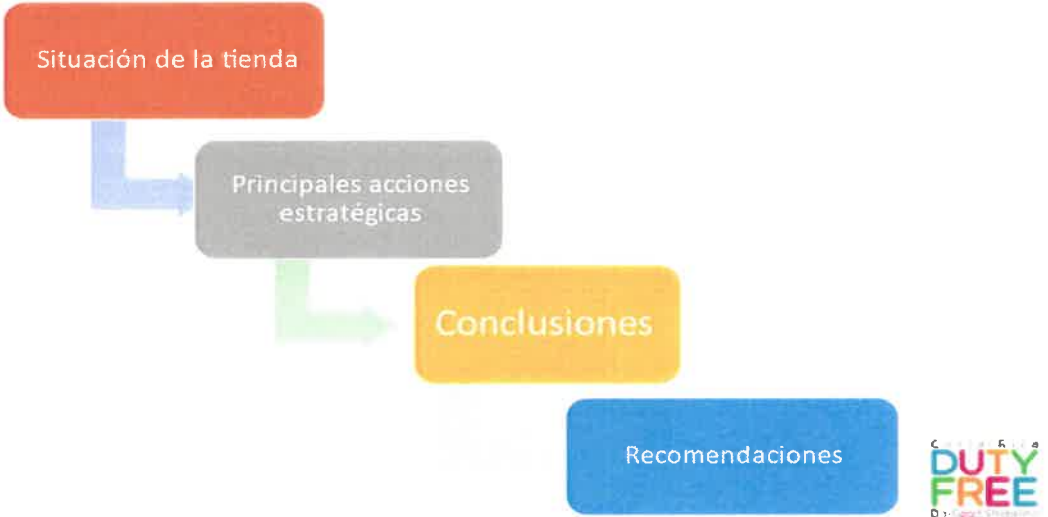 Situación de la tienda
Principales acciones
estratégicas
Conclusiones
Recomendaciones
DUTY
FREE